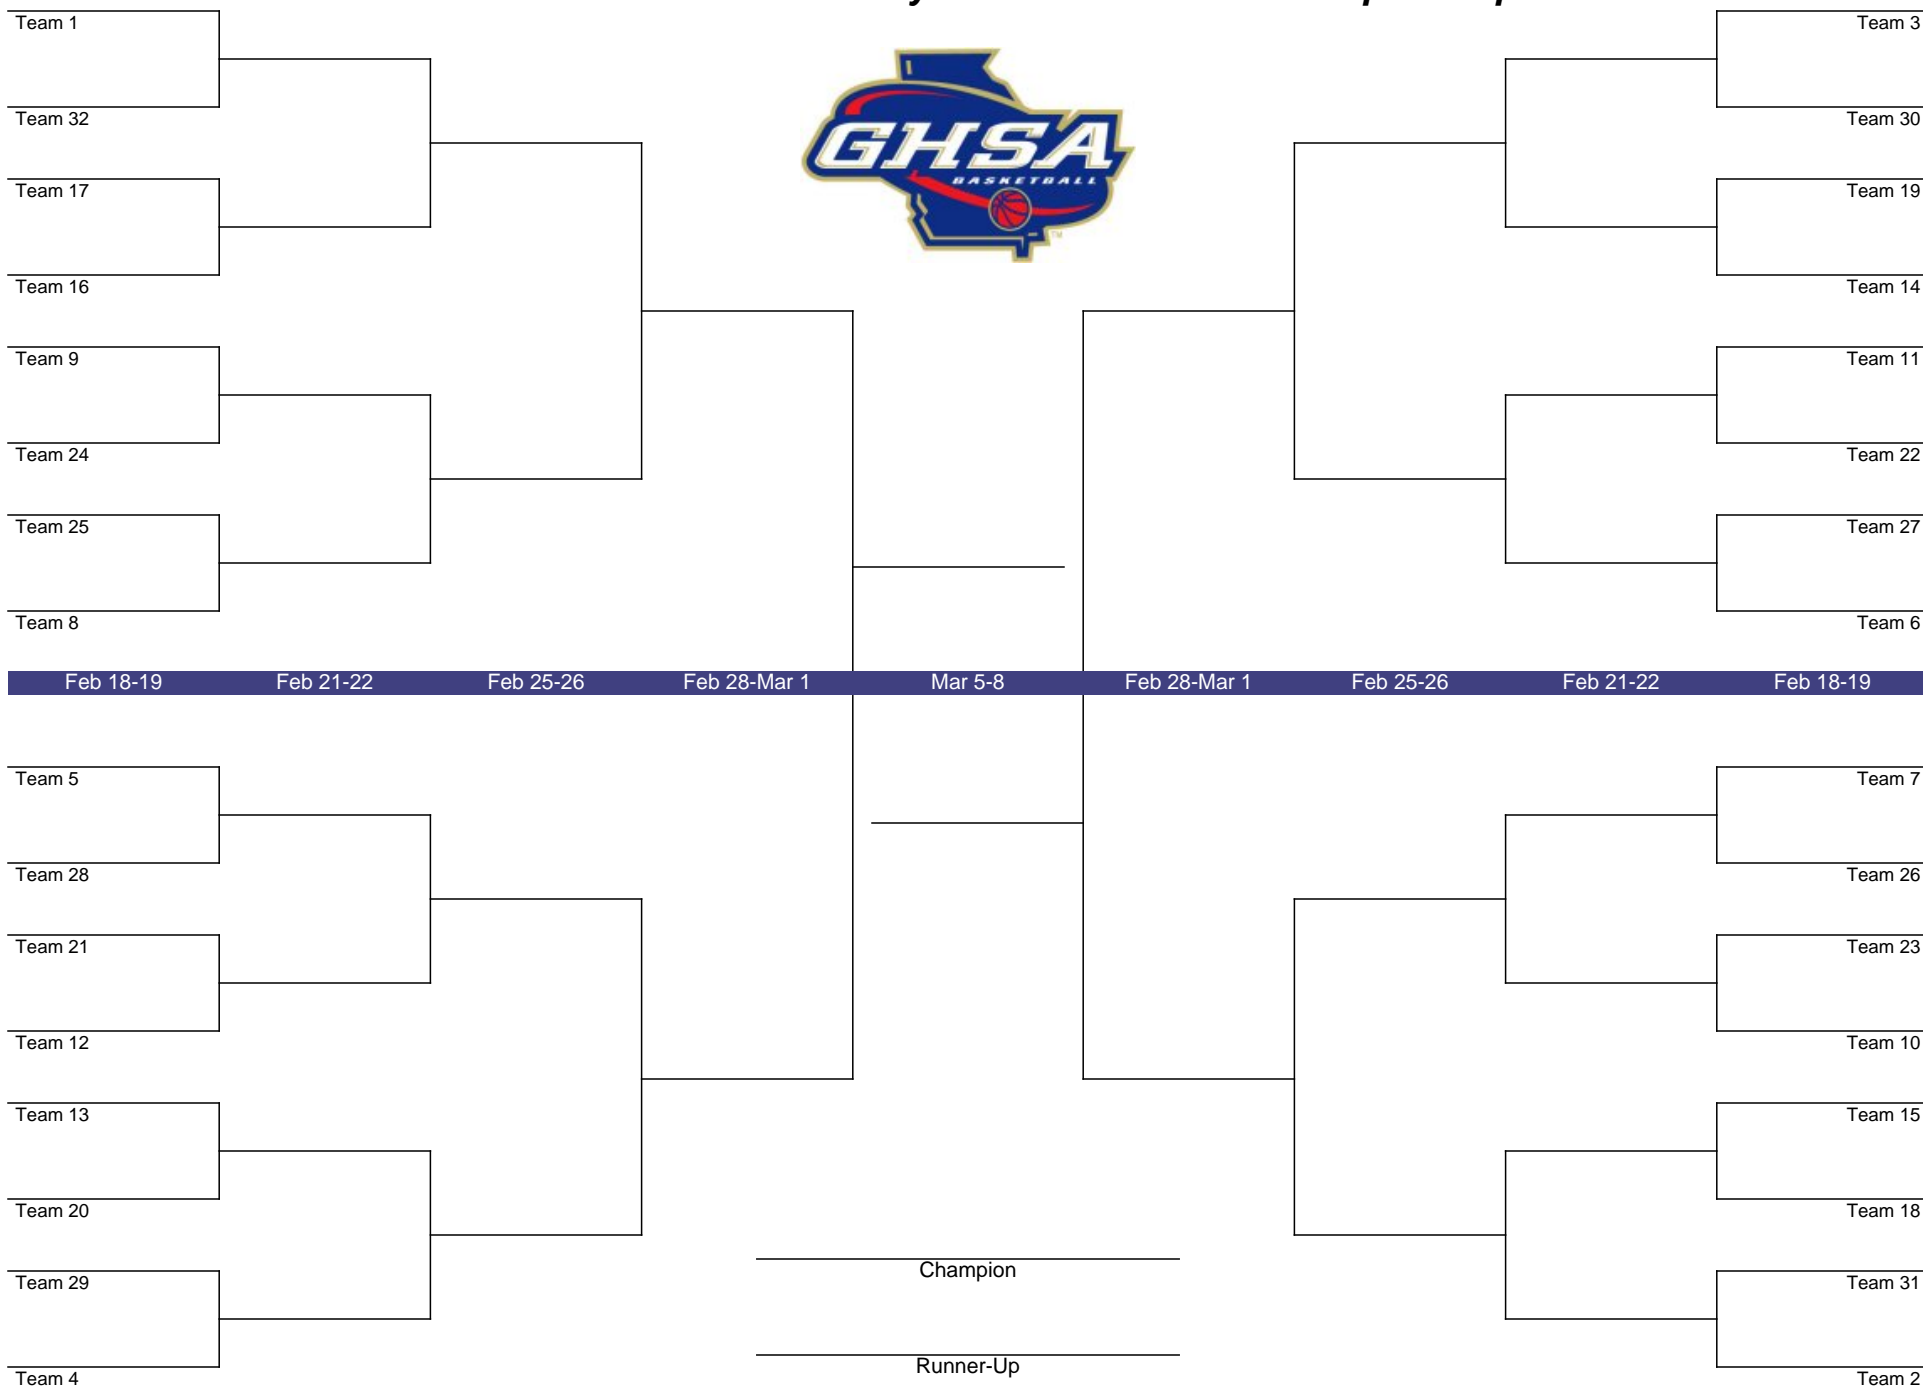 Team 1
Team 3
Team 32
Team 30
Team 17
Team 19
Team 16
Team 14
Team 9
Team 11
Team 24
Team 22
Team 25
Team 27
Team 8
Team 6
GHSA
BASKETBALL
TM
Feb 18-19 Feb 21-22 Feb 25-26 Feb 28-Mar 1 Mar 5-8 Feb 28-Mar 1 Feb 25-26 Feb 21-22 Feb 18-19
Team 5
Team 7
Team 28
Team 26
Team 21
Team 23
Team 12
Team 10
Team 13
Team 15
Team 20
Team 18
Team 29
Team 31
Team 4
Team 2
Champion
Runner-Up